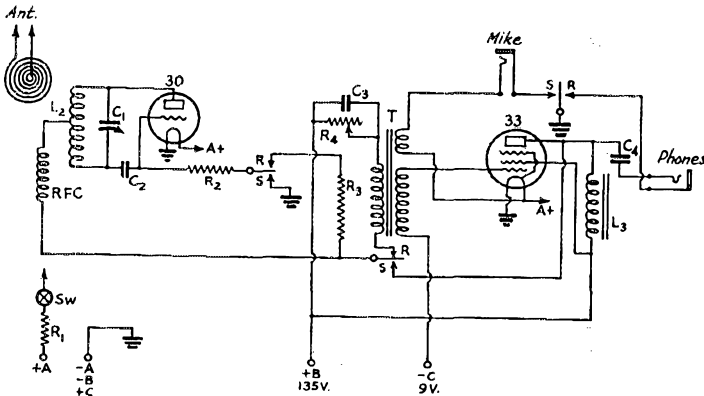 Ant.
Mike
30
L2
C1
A+
C2
R2
R
S
RFC
C3
R4
T
R3
R
S
33
A+
S R
C4
Phones
L3
Sw
R1
+A
-A
-B
+C
+B
135V.
-C
9V.